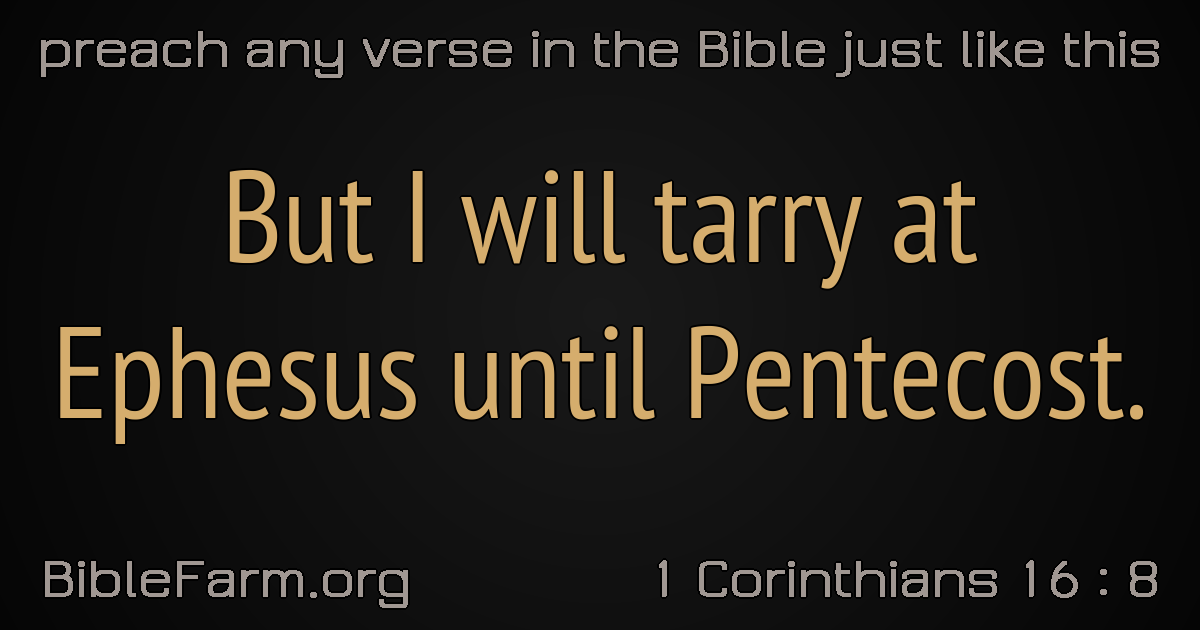 preach any verse in the Bible just like this
But I will tarry at
Ephesus until Pentecost.
BibleFarm.org 1 Corinthians 16 : 8